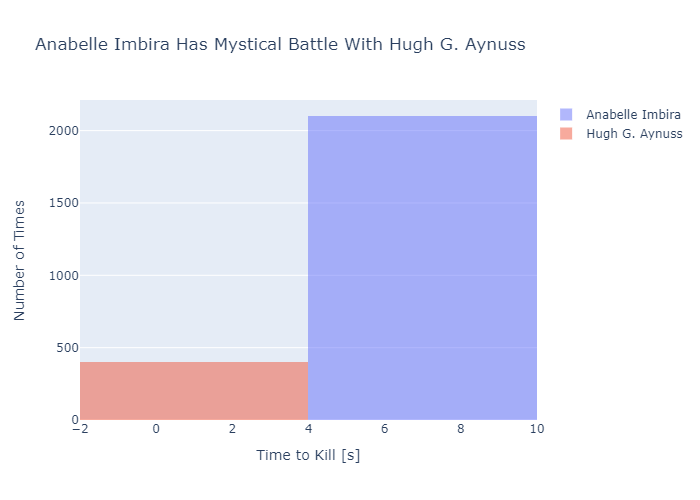 Anabelle Imbira Has Mystical Battle With Hugh G. Aynuss
Anabelle Imbira
Hugh G. Aynuss
Number of Times
2000
1500
1000
500
0
−2
0
2
4
6
8
10
Time to Kill [s]